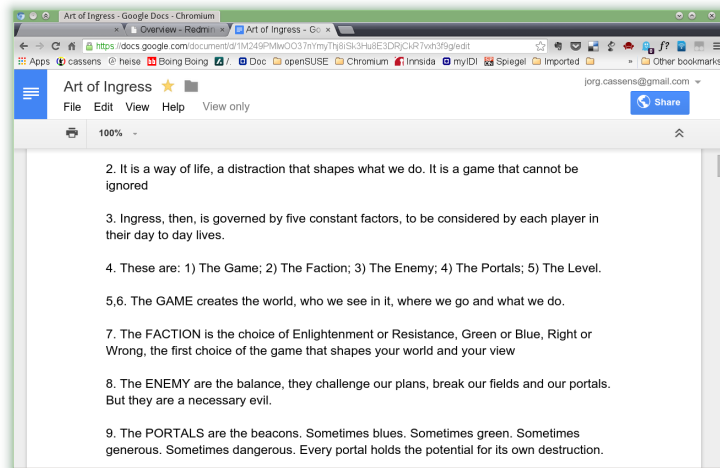 Art of Ingress - Google Docs - Chromium
Overview - Redmin
Art of Ingress - Go
https://docs.google.com/document/d/1M249PMlwOO37nYmyThj8iSk3Hu8E3DRjCkR7vxh3f9g/edit
f?
Apps cassens heise Boing Boing /. Doc openSUSE Chromium Innsida myIDI Spiegel Imported » Other bookmarks
jorg.cassens@gmail.com
Art of Ingress
File Edit View Help View only
Share
100%
2. It is a way of life, a distraction that shapes what we do. It is a game that cannot be
ignored
3. Ingress, then, is governed by five constant factors, to be considered by each player in
their day to day lives.
4. These are: 1) The Game; 2) The Faction; 3) The Enemy; 4) The Portals; 5) The Level.
5,6. The GAME creates the world, who we see in it, where we go and what we do.
7. The FACTION is the choice of Enlightenment or Resistance, Green or Blue, Right or
Wrong, the first choice of the game that shapes your world and your view
8. The ENEMY are the balance, they challenge our plans, break our fields and our portals.
But they are a necessary evil.
9. The PORTALS are the beacons. Sometimes blues. Sometimes green. Sometimes
generous. Sometimes dangerous. Every portal holds the potential for its own destruction.